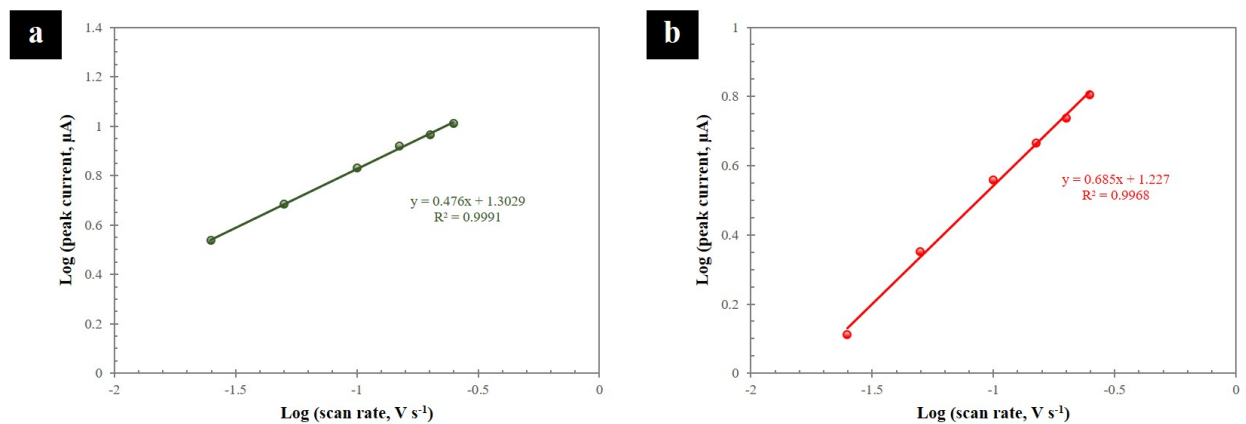 a
1.4
1.2
1
0.8
0.6
0.4
0.2
0
-2
-1.5
-1
-0.5
0
Log (peak current, µA)
Log (scan rate, V s⁻¹)
y = 0.476x + 1.3029
R² = 0.9991
b
1
0.8
0.6
0.4
0.2
0
-2
-1.5
-1
-0.5
0
Log (peak current, µA)
Log (scan rate, V s⁻¹)
y = 0.685x + 1.227
R² = 0.9968